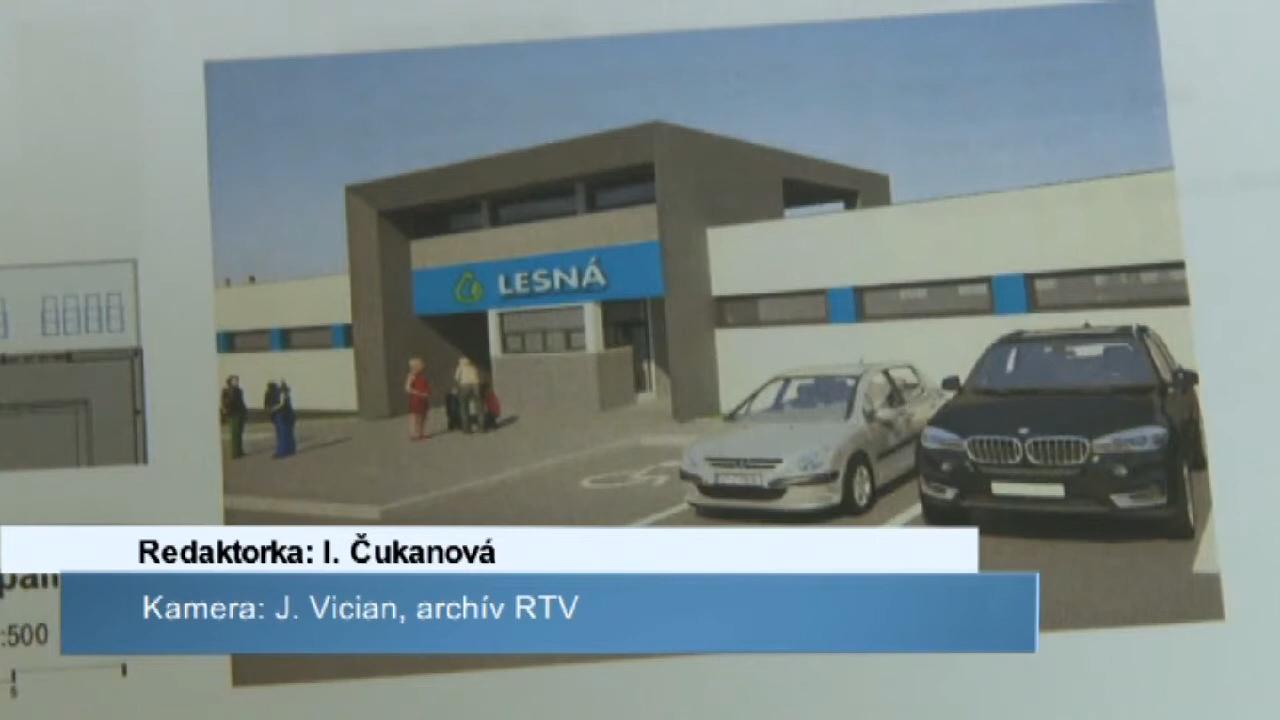 LESNÁ
:500
Redaktorka: I. Čukanová
Kamera: J. Vician, archív RTV